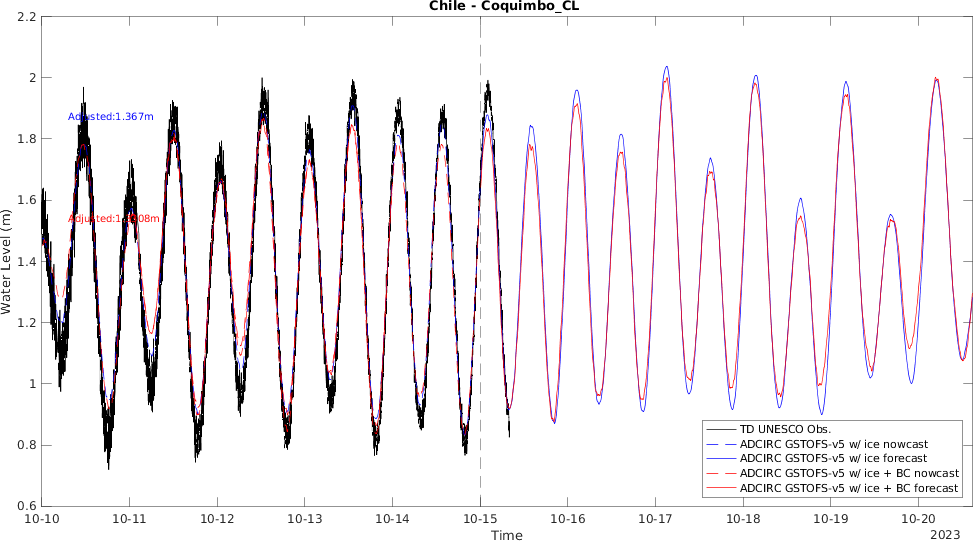 Chile - Coquimbo_CL
Water Level (m)
2.2
2
1.8
1.6
1.4
1.2
1
0.8
0.6
Adjusted:1.367m
10-10
10-11
10-12
10-13
10-14
10-15
10-16
10-17
10-18
10-19
10-20
2023
Time
TD UNESCO Obs.
ADCIRC GSTOFS-v5 w/ ice nowcast
ADCIRC GSTOFS-v5 w/ ice forecast
ADCIRC GSTOFS-v5 w/ ice + BC nowcast
ADCIRC GSTOFS-v5 w/ ice + BC forecast